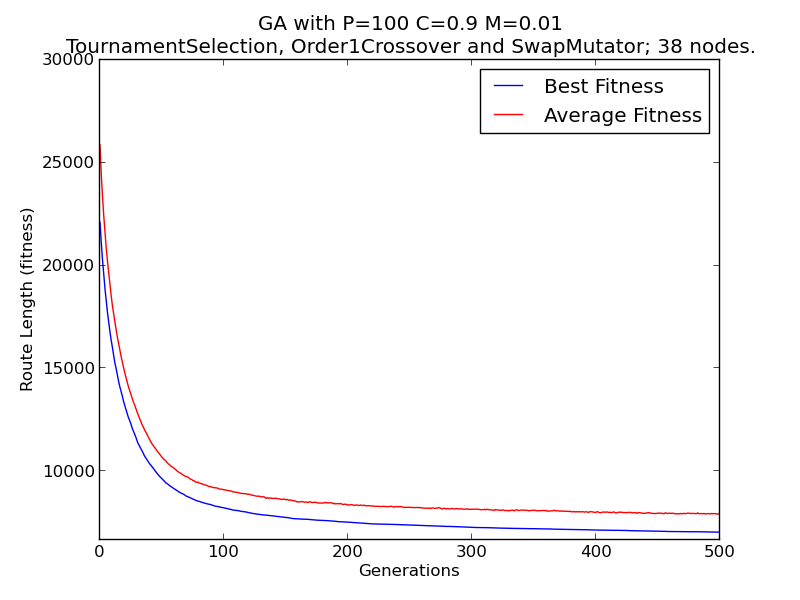 GA with P=100 C=0.9 M=0.01
TournamentSelection, Order1Crossover and SwapMutator; 38 nodes.
30000
25000
20000
15000
10000
Route Length (fitness)
Best Fitness
Average Fitness
0
100
200
300
400
500
Generations